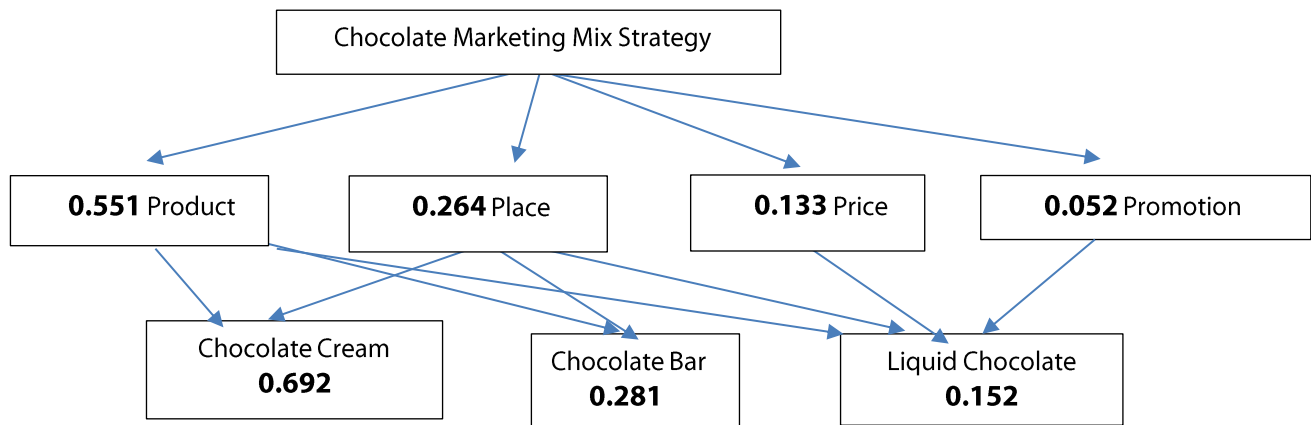 Chocolate Marketing Mix Strategy
0.551 Product
0.264 Place
0.133 Price
0.052 Promotion
Chocolate Cream
0.692
Chocolate Bar
0.281
Liquid Chocolate
0.152